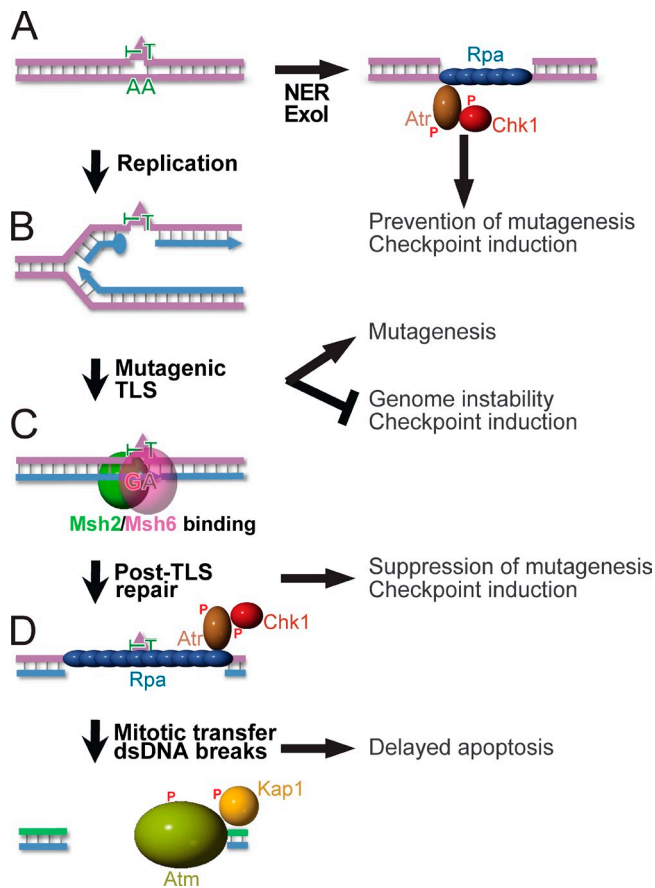 A
T T
AA
NER
ExoI
Rpa
Atr
P
P
Chk1
Replication
Prevention of mutagenesis
Checkpoint induction
B
T T
Mutagenic
TLS
Mutagenesis
Genome instability
Checkpoint induction
C
T T
GA
Msh2/Msh6 binding
Post-TLS
repair
Suppression of mutagenesis
Checkpoint induction
D
T T
Atr
P
P
Chk1
Rpa
Mitotic transfer
dsDNA breaks
Delayed apoptosis
P
P
Kap1
Atm